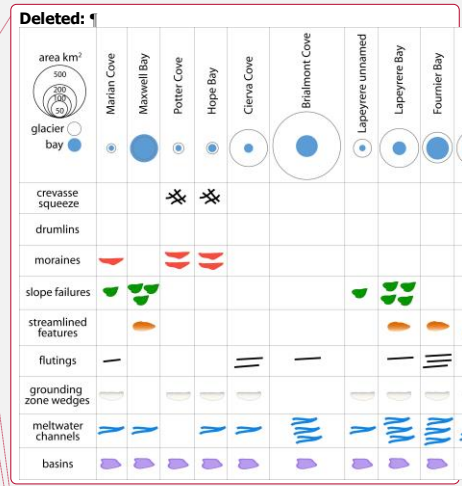 Deleted: ¶
area km²
500
200
100
50
glacier
bay
Marian Cove
Maxwell Bay
Potter Cove
Hope Bay
Cierva Cove
Brialmont Cove
Lapeyrere unnamed
Lapeyrere Bay
Fournier Bay
crevasse
squeeze
drumlins
moraines
slope failures
streamlined
features
flutings
grounding
zone wedges
meltwater
channels
basins